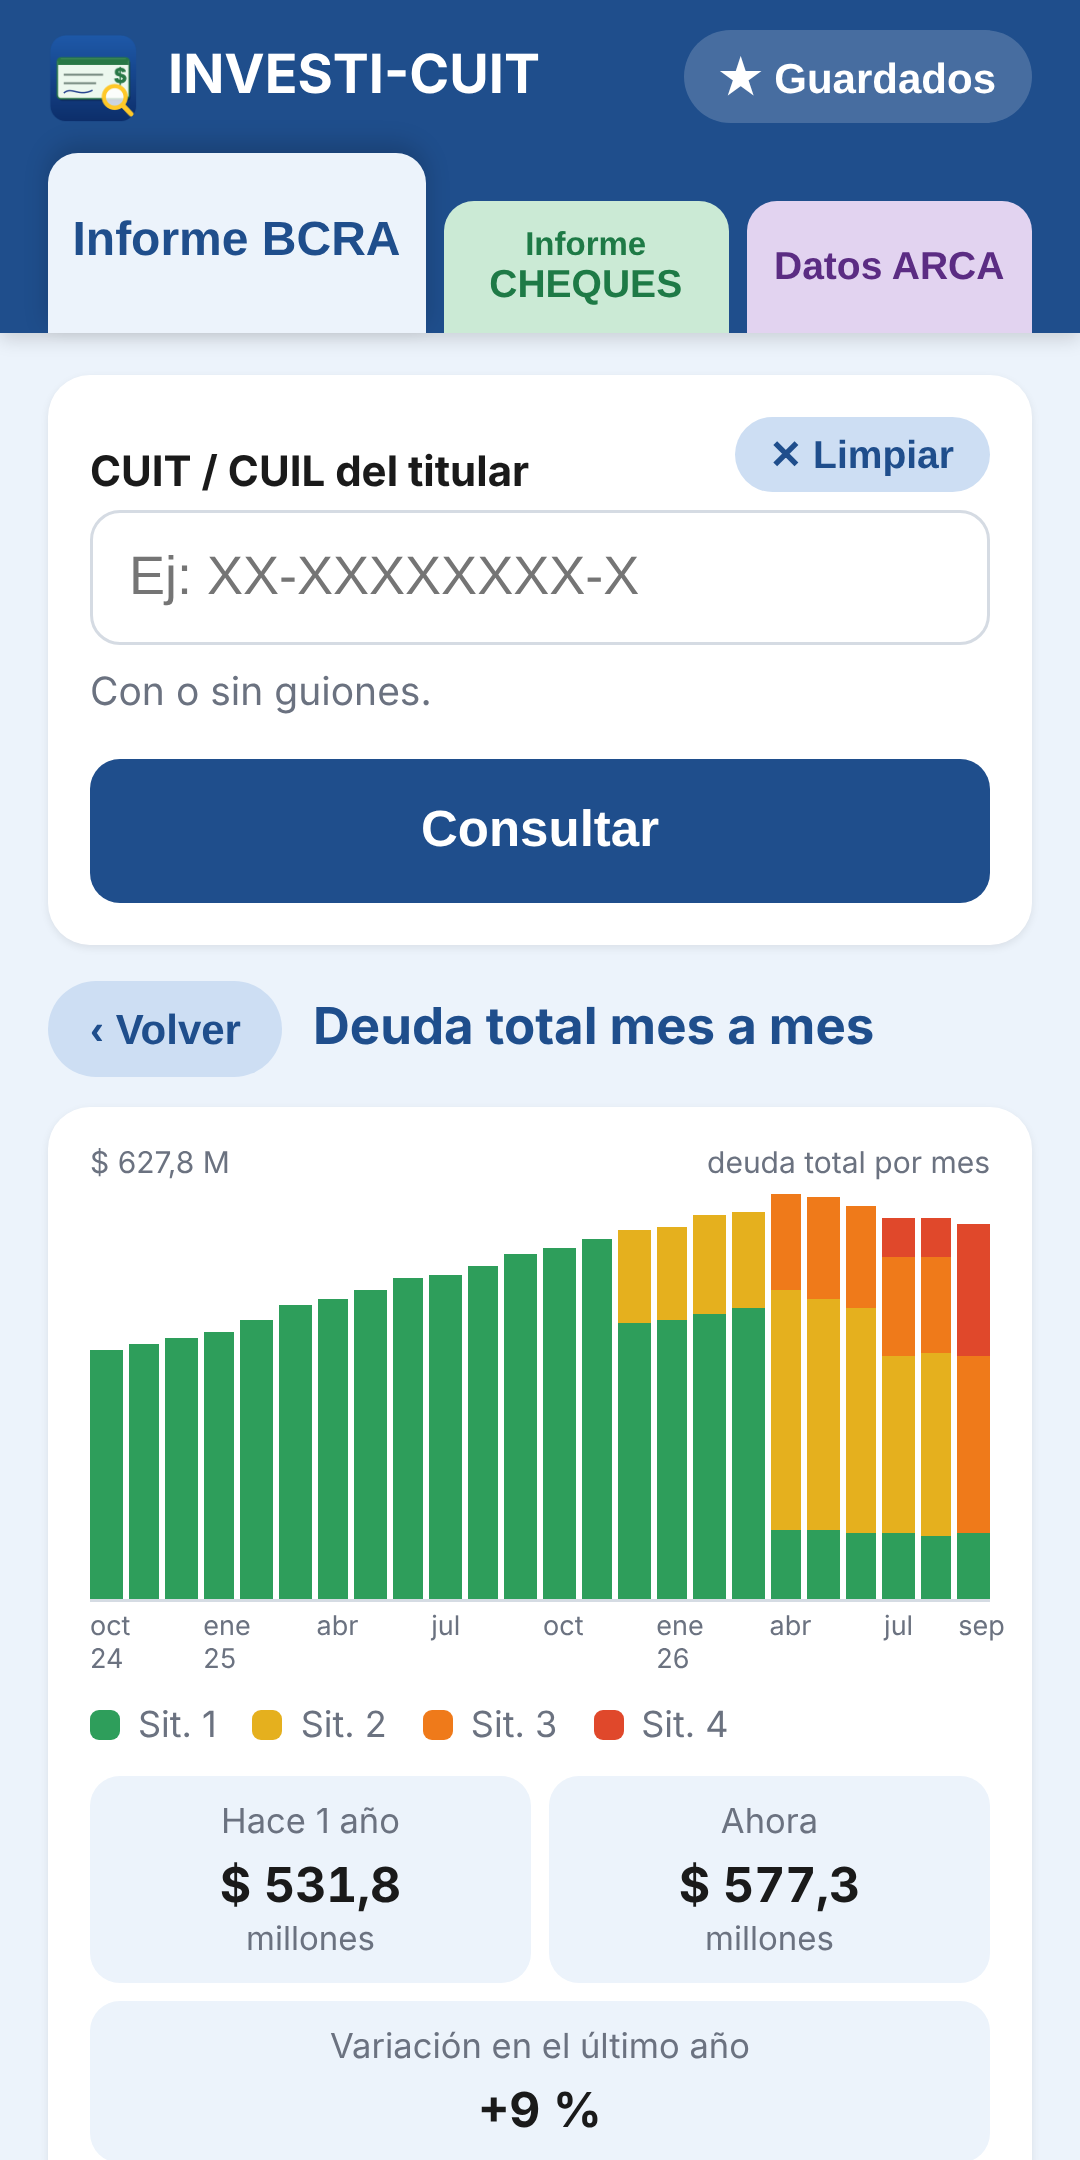 INVESTI-CUIT
★ Guardados
Informe BCRA
Informe
CHEQUES
Datos ARCA
CUIT / CUIL del titular
✕ Limpiar
Ej: XX-XXXXXXXX-X
Con o sin guiones.
Consultar
‹ Volver
Deuda total mes a mes
$ 627,8 M
deuda total por mes
oct ene abr jul oct ene abr jul sep
24 25 26
Sit. 1 Sit. 2 Sit. 3 Sit. 4
Hace 1 año
$ 531,8
millones
Ahora
$ 577,3
millones
Variación en el último año
+9 %